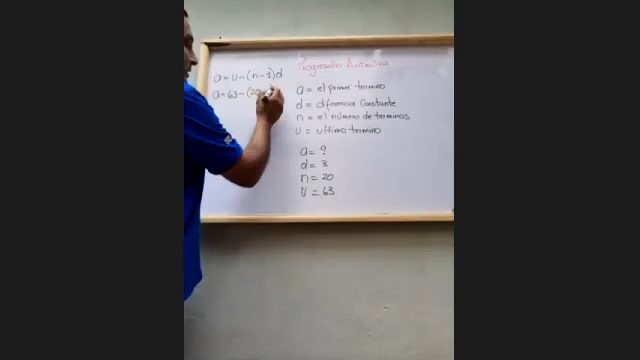 Progresión Aritmética
a = U - (n - 1)d
a = 63 - (20
a = el primer termino
d = diferencia constante
n = el número de terminos
U = ultimo termino
a = ?
d = 3
n = 20
U = 63